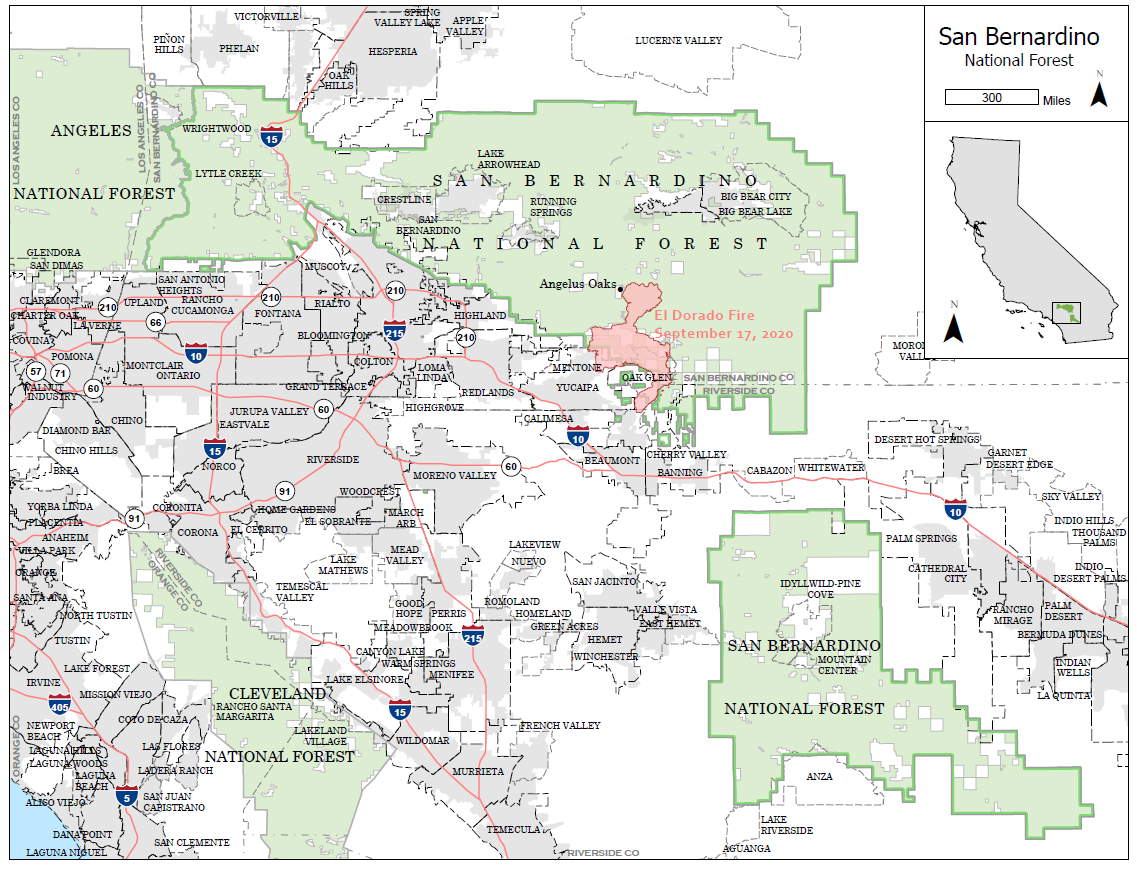 San Bernardino
National Forest
N
300 Miles
N
VICTORVILLE
SPRING
VALLEY LAKE
APPLE
VALLEY
PIÑON
HILLS
PHELAN
HESPERIA
LUCERNE VALLEY
OAK
HILLS
LOS ANGELES CO
LOS ANGELES CO
SAN BERNARDINO CO
ANGELES
NATIONAL FOREST
WRIGHTWOOD
15
LYTLE CREEK
LAKE
ARROWHEAD
SAN BERNARDINO
NATIONAL FOREST
CRESTLINE
RUNNING
SPRINGS
BIG BEAR CITY
BIG BEAR LAKE
SAN
BERNARDINO
GLENDORA
SAN DIMAS
MUSCOY
Angelus Oaks
El Dorado Fire
September 17, 2020
SAN ANTONIO
HEIGHTS
CLAREMONT
210
UPLAND
RANCHO
CUCAMONGA
210
RIALTO
210
CHARTER OAK
LA VERNE
66
FONTANA
HIGHLAND
COVINA
BLOOMINGTON
215
210
POMONA
10
COLTON
MORO
VALL
MONTCLAIR
ONTARIO
LOMA
LINDA
MENTONE
57
71
60
WALNUT
INDUSTRY
GRAND TERRACE
REDLANDS
YUCAIPA
OAK GLEN
SAN BERNARDINO CO
RIVERSIDE CO
CHINO
JURUPA VALLEY
60
HIGHGROVE
EASTVALE
CALIMESA
DIAMOND BAR
CHINO HILLS
15
10
DESERT HOT SPRINGS
BREA
NORCO
RIVERSIDE
CHERRY VALLEY
BEAUMONT
GARNET
DESERT EDGE
MORENO VALLEY
60
BANNING
CABAZON
WHITEWATER
91
WOODCREST
SKY VALLEY
YORBA LINDA
CORONITA
HOME GARDENS
10
PLACENTIA
91
EL SOBRANTE
MARCH
ARB
INDIO HILLS
ANAHEIM
CORONA
EL CERRITO
THOUSAND
PALMS
VILLA PARK
PALM SPRINGS
MEAD
VALLEY
LAKEVIEW
NUEVO
ORANGE
RIVERSIDE CO
ORANGE CO
LAKE
MATHEWS
CATHEDRAL
CITY
INDIO
DESERT PALMS
SAN JACINTO
IDYLLWILD-PINE
COVE
TEMESCAL
VALLEY
SANTA ANA
GOOD
HOPE
PERRIS
ROMOLAND
HOMELAND
VALLE VISTA
RANCHO
MIRAGE
PALM
DESERT
NORTH TUSTIN
GREEN ACRES
EAST HEMET
MEADOWBROOK
215
BERMUDA DUNES
TUSTIN
HEMET
SAN BERNARDINO
CANYON LAKE
WINCHESTER
MOUNTAIN
CENTER
WARM SPRINGS
INDIAN
WELLS
LAKE FOREST
MENIFEE
IRVINE
LAKE ELSINORE
MISSION VIEJO
CLEVELAND
LA QUINTA
405
RANCHO SANTA
MARGARITA
15
NATIONAL FOREST
NEWPORT
BEACH
COTO DE CAZA
FRENCH VALLEY
LAKELAND
VILLAGE
WILDOMAR
LAS FLORES
ORANGE CO
LAGUNA HILLS
NATIONAL FOREST
LAGUNA WOODS
LADERA RANCH
MURRIETA
LAGUNA
BEACH
ANZA
5
SAN JUAN
CAPISTRANO
ALISO VIEJO
LAKE
RIVERSIDE
DANA POINT
TEMECULA
SAN CLEMENTE
AGUANGA
LAGUNA NIGUEL
RIVERSIDE CO